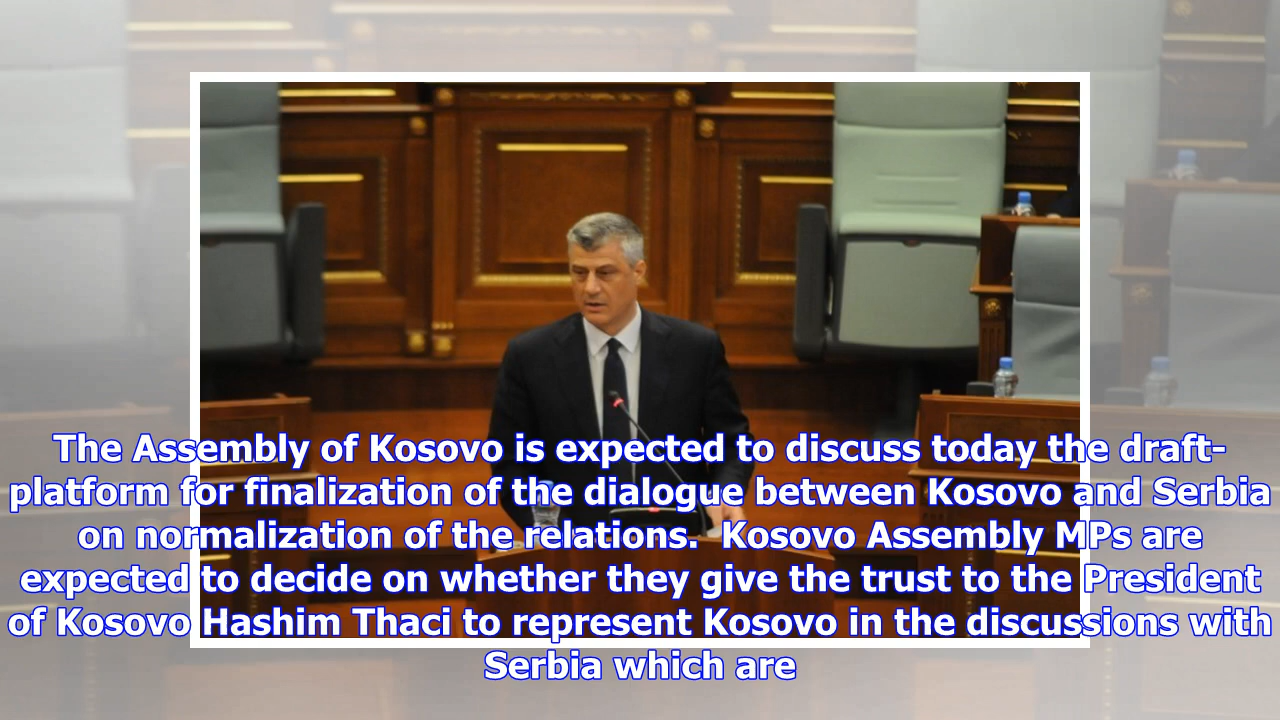 The Assembly of Kosovo is expected to discuss today the draft-
platform for finalization of the dialogue between Kosovo and Serbia
on normalization of the relations.  Kosovo Assembly MPs are
expected to decide on whether they give the trust to the President
of Kosovo Hashim Thaci to represent Kosovo in the discussions with
Serbia which are